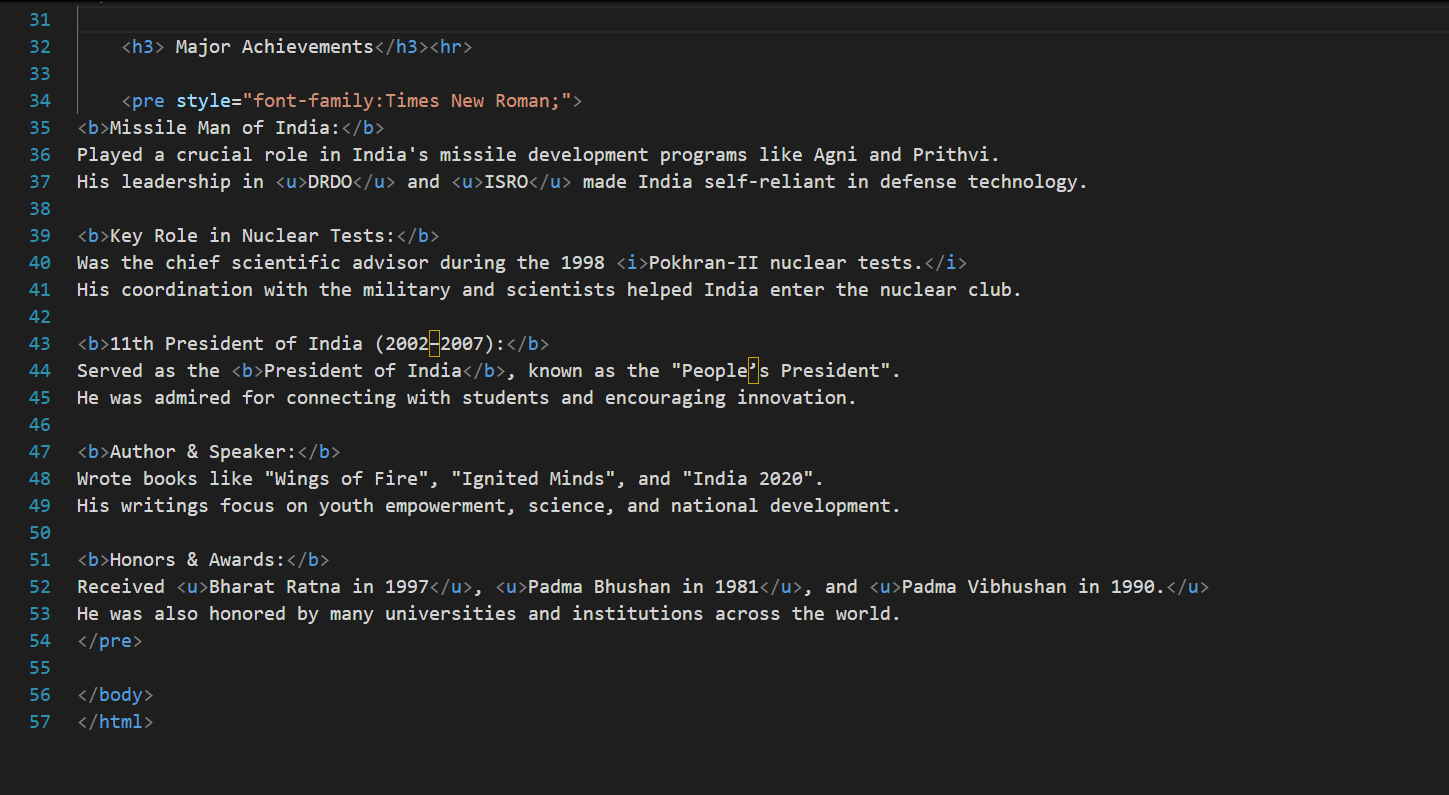 31
32 <h3> Major Achievements</h3><hr>
33
34 <pre style="font-family:Times New Roman;">
35 <b>Missile Man of India:</b>
36 Played a crucial role in India's missile development programs like Agni and Prithvi.
37 His leadership in <u>DRDO</u> and <u>ISRO</u> made India self-reliant in defense technology.
38
39 <b>Key Role in Nuclear Tests:</b>
40 Was the chief scientific advisor during the 1998 <i>Pokhran-II nuclear tests.</i>
41 His coordination with the military and scientists helped India enter the nuclear club.
42
43 <b>11th President of India (2002–2007):</b>
44 Served as the <b>President of India</b>, known as the "People’s President".
45 He was admired for connecting with students and encouraging innovation.
46
47 <b>Author & Speaker:</b>
48 Wrote books like "Wings of Fire", "Ignited Minds", and "India 2020".
49 His writings focus on youth empowerment, science, and national development.
50
51 <b>Honors & Awards:</b>
52 Received <u>Bharat Ratna in 1997</u>, <u>Padma Bhushan in 1981</u>, and <u>Padma Vibhushan in 1990.</u>
53 He was also honored by many universities and institutions across the world.
54 </pre>
55
56 </body>
57 </html>